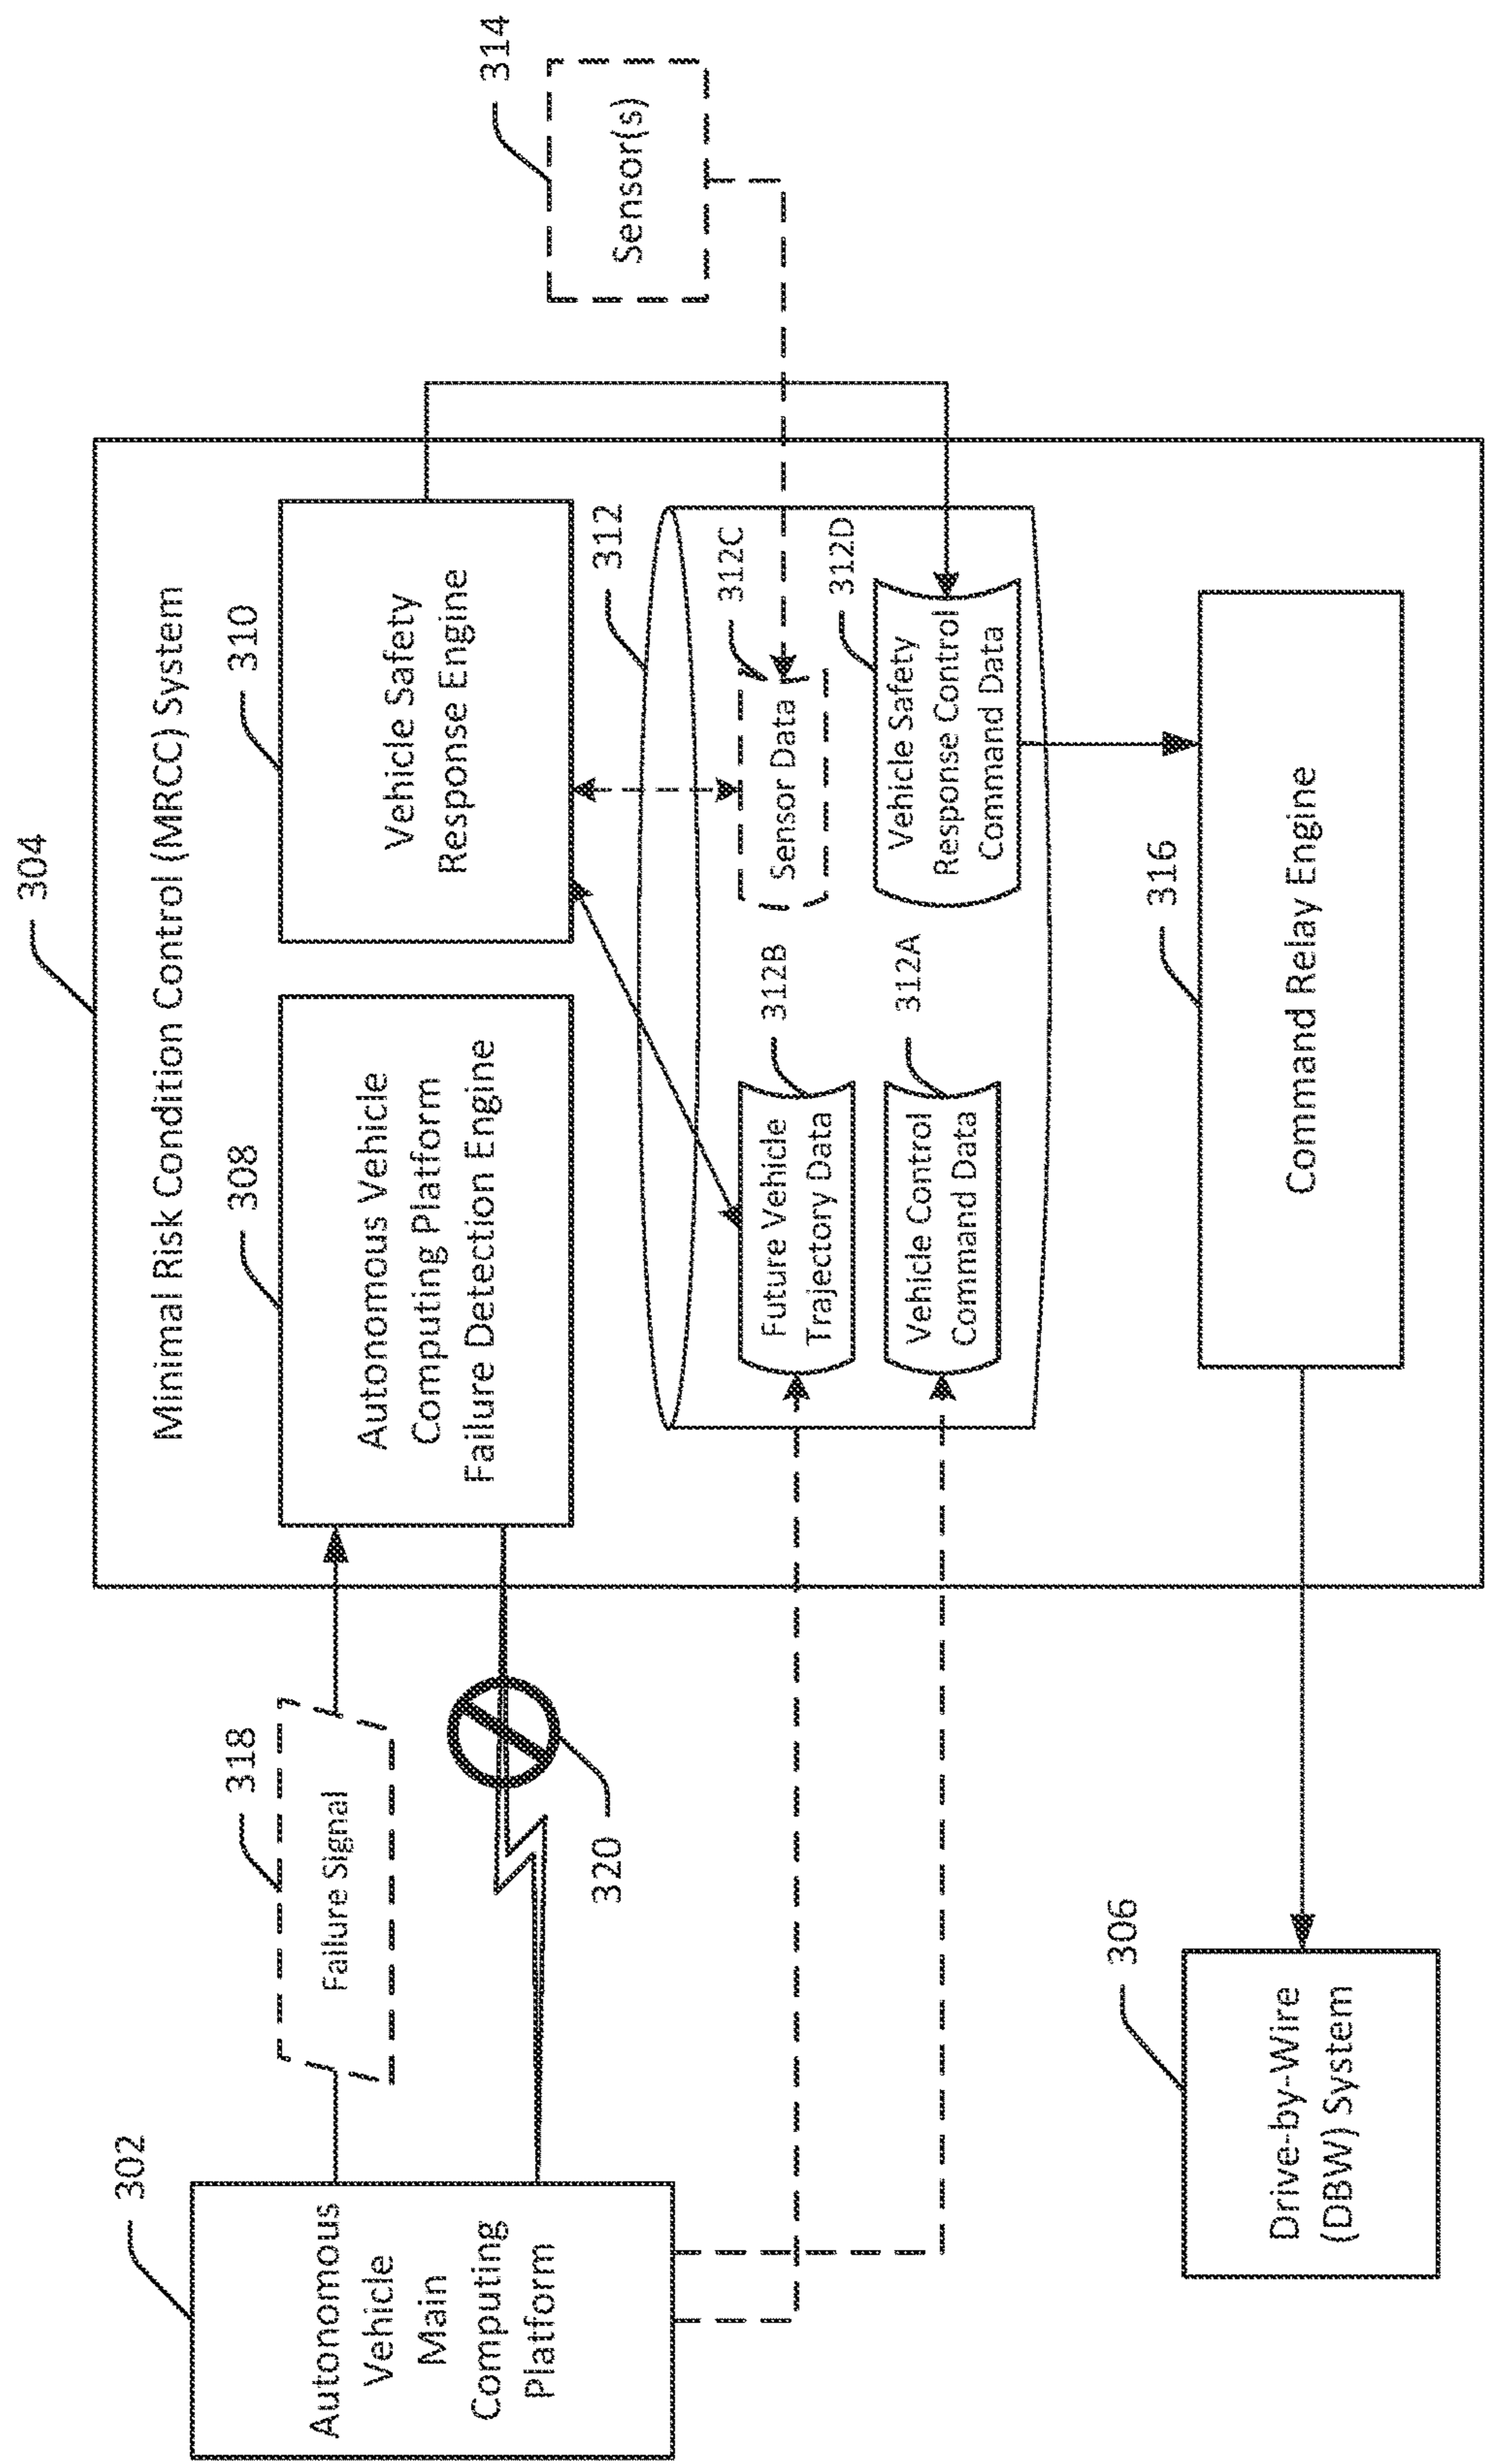 304
Minimal Risk Condition Control (MRCC) System
302
Autonomous
Vehicle
Main
Computing
Platform
318
Failure Signal
320
308
Autonomous Vehicle
Computing Platform
Failure Detection Engine
310
Vehicle Safety
Response Engine
314
Sensor(s)
312
312B
Future Vehicle
Trajectory Data
312C
Sensor Data
312A
Vehicle Control
Command Data
312D
Vehicle Safety
Response Control
Command Data
306
Drive-by-Wire
(DBW) System
316
Command Relay Engine